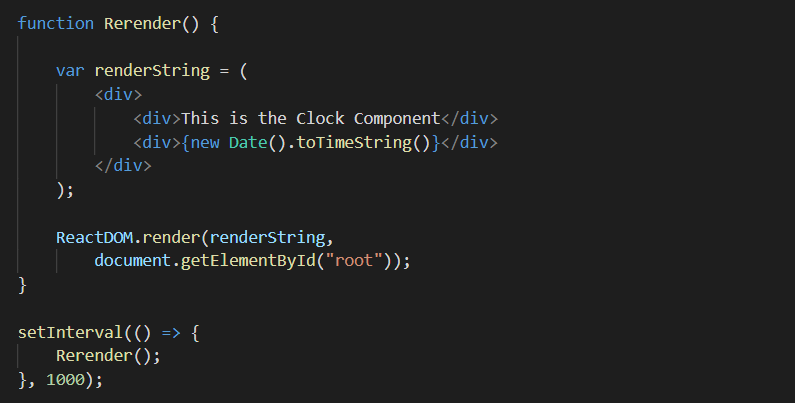 function Rerender() {
var renderString = (
<div>
<div>This is the Clock Component</div>
<div>{new Date().toTimeString()}</div>
</div>
);
ReactDOM.render(renderString,
document.getElementById("root"));
}
setInterval(() => {
Rerender();
}, 1000);